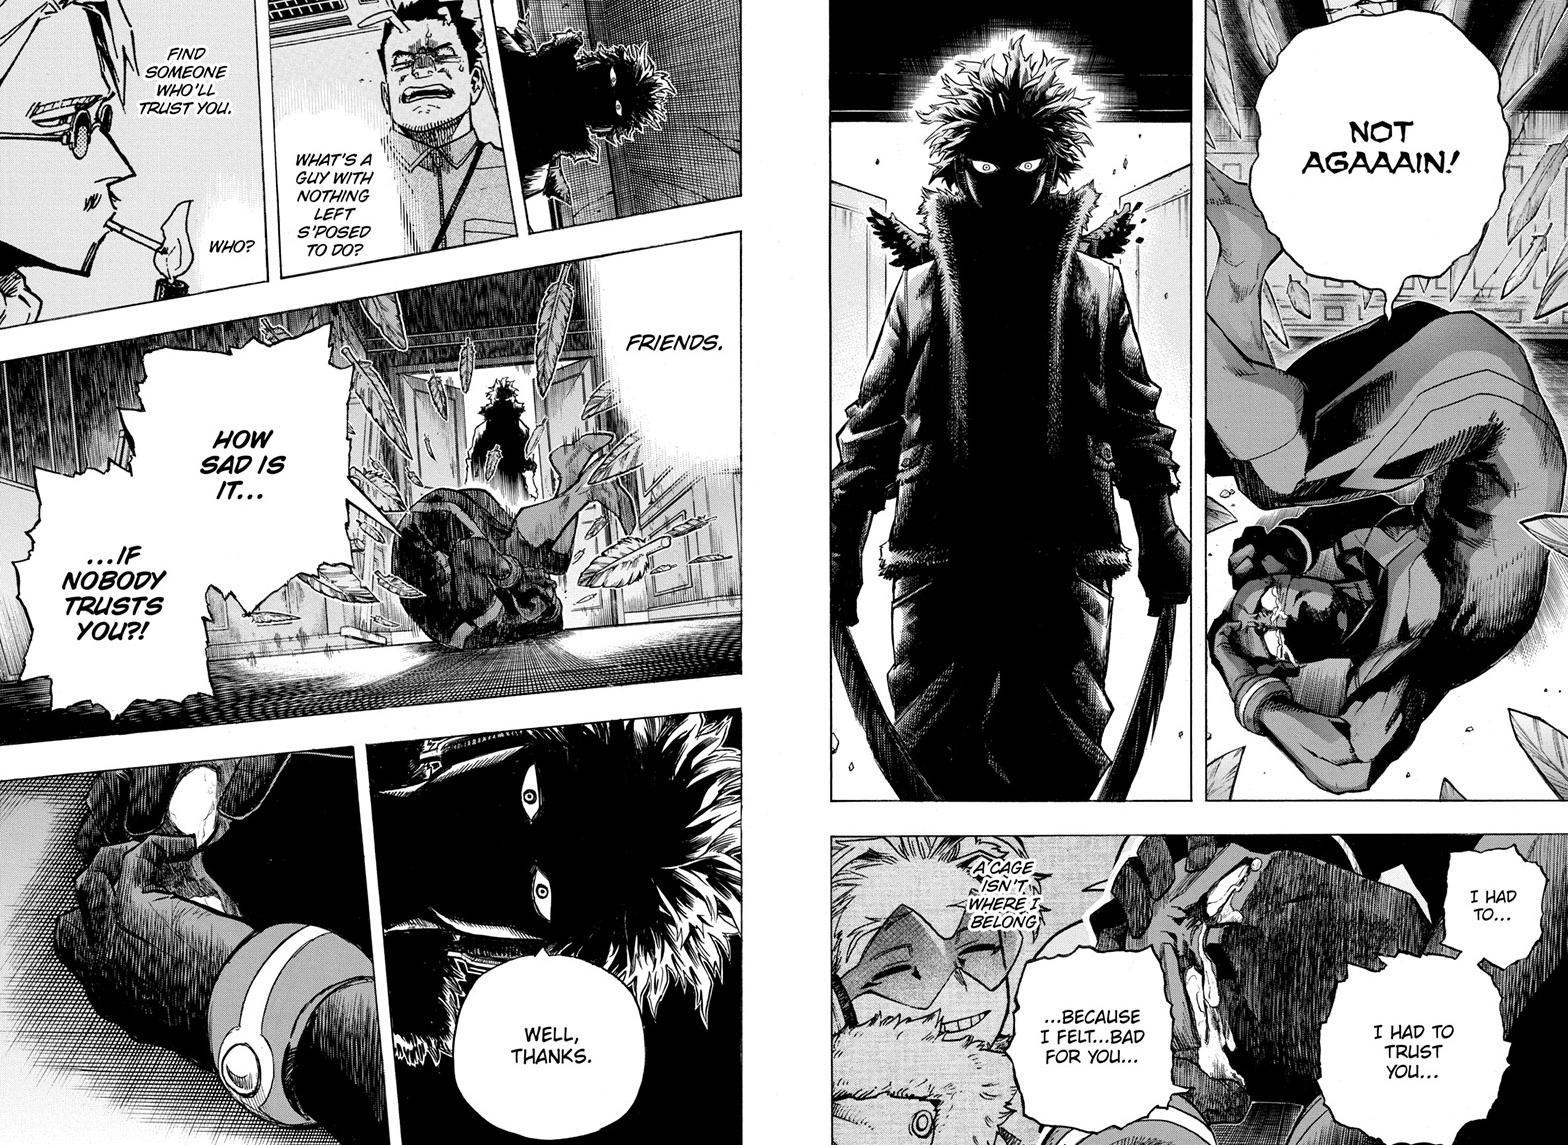 NOT
AGAAAIN!
I HAD
TO...
I HAD TO
TRUST
YOU...
...BECAUSE
I FELT...BAD
FOR YOU...
A CAGE
ISN'T
WHERE I
BELONG
WHAT'S A
GUY WITH
NOTHING
LEFT
S'POSED
TO DO?
FIND
SOMEONE
WHO'LL
TRUST YOU.
WHO?
FRIENDS.
HOW
SAD IS
IT...
...IF
NOBODY
TRUSTS
YOU?!
WELL,
THANKS.